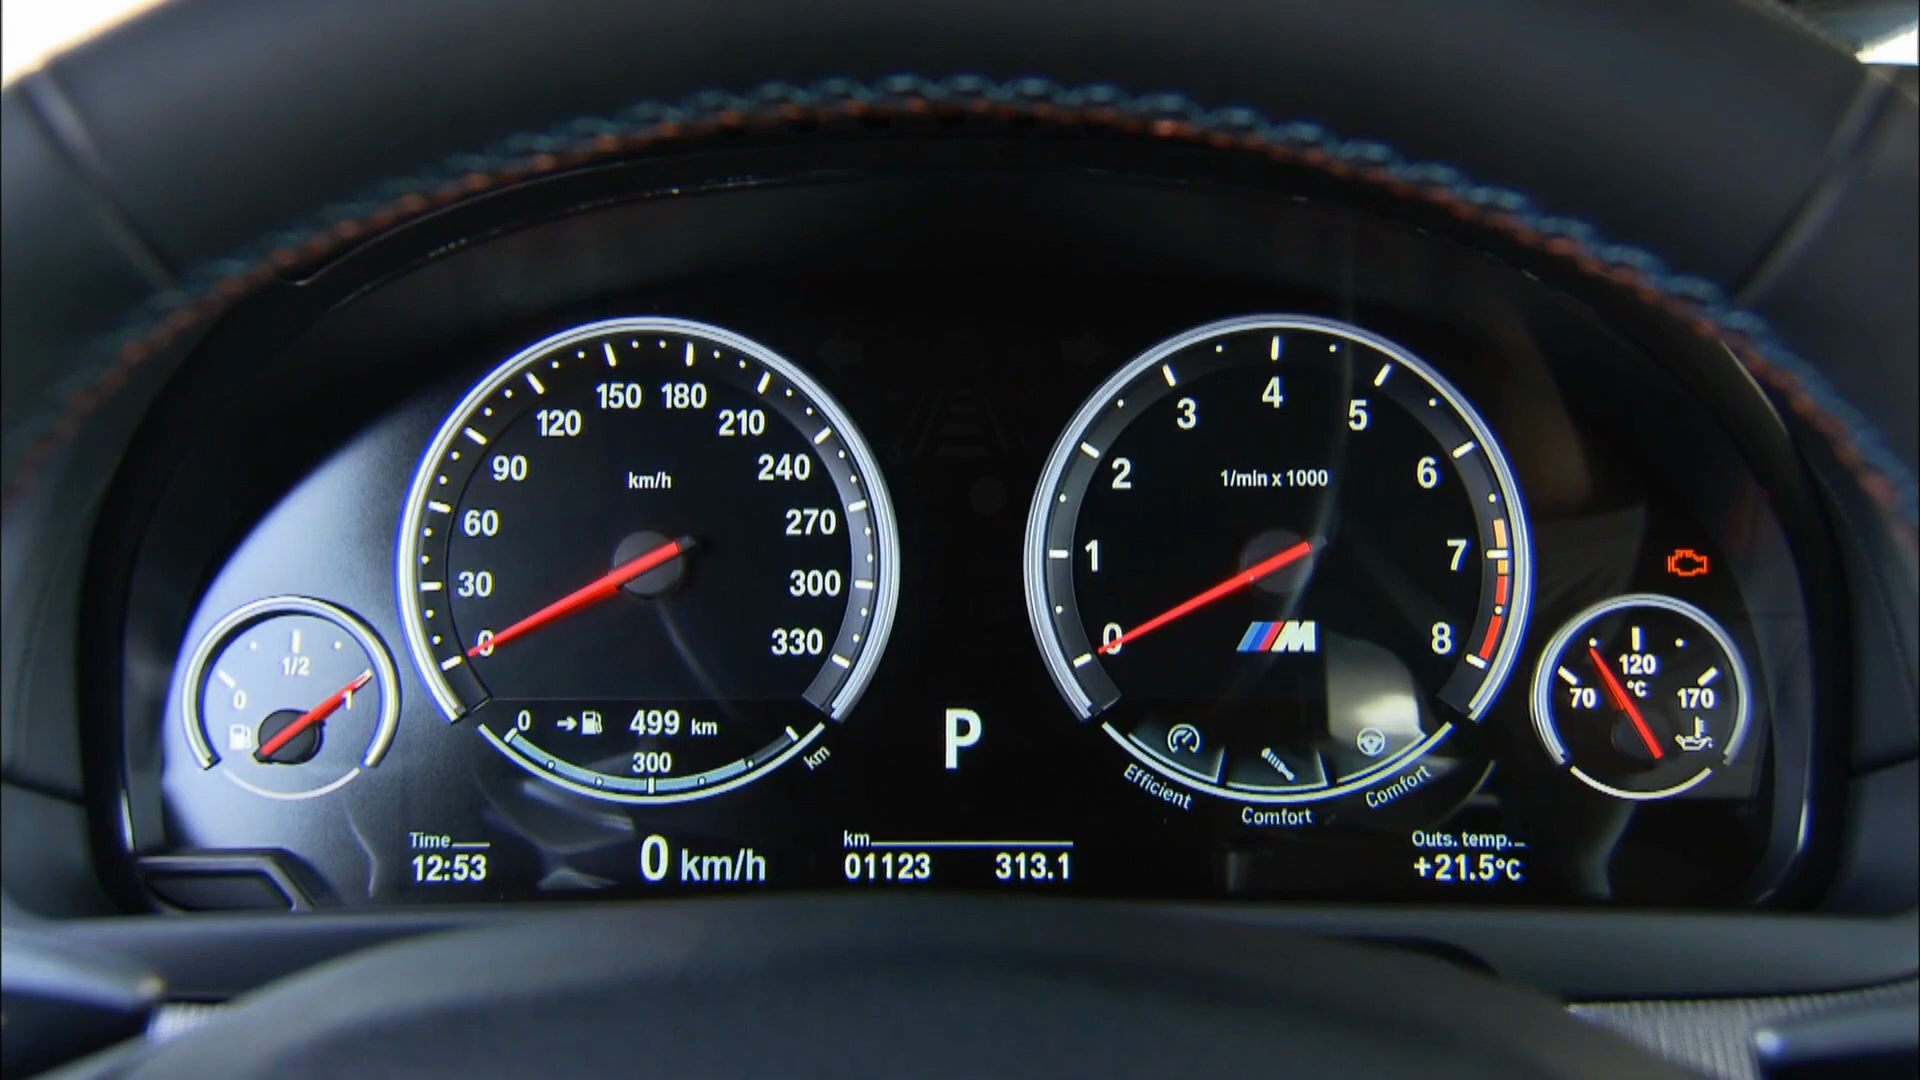 150 180
120 210
90 240
km/h
60 270
30 300
0 330
0 499 km
300
km
4
3 5
2 6
1/min x 1000
1 7
0 8
M
Efficient
Comfort
Comfort
1/2
0 1
120
°C
70 170
P
Time
12:53
0 km/h
km
01123 313.1
Outs. temp.
+21.5°C